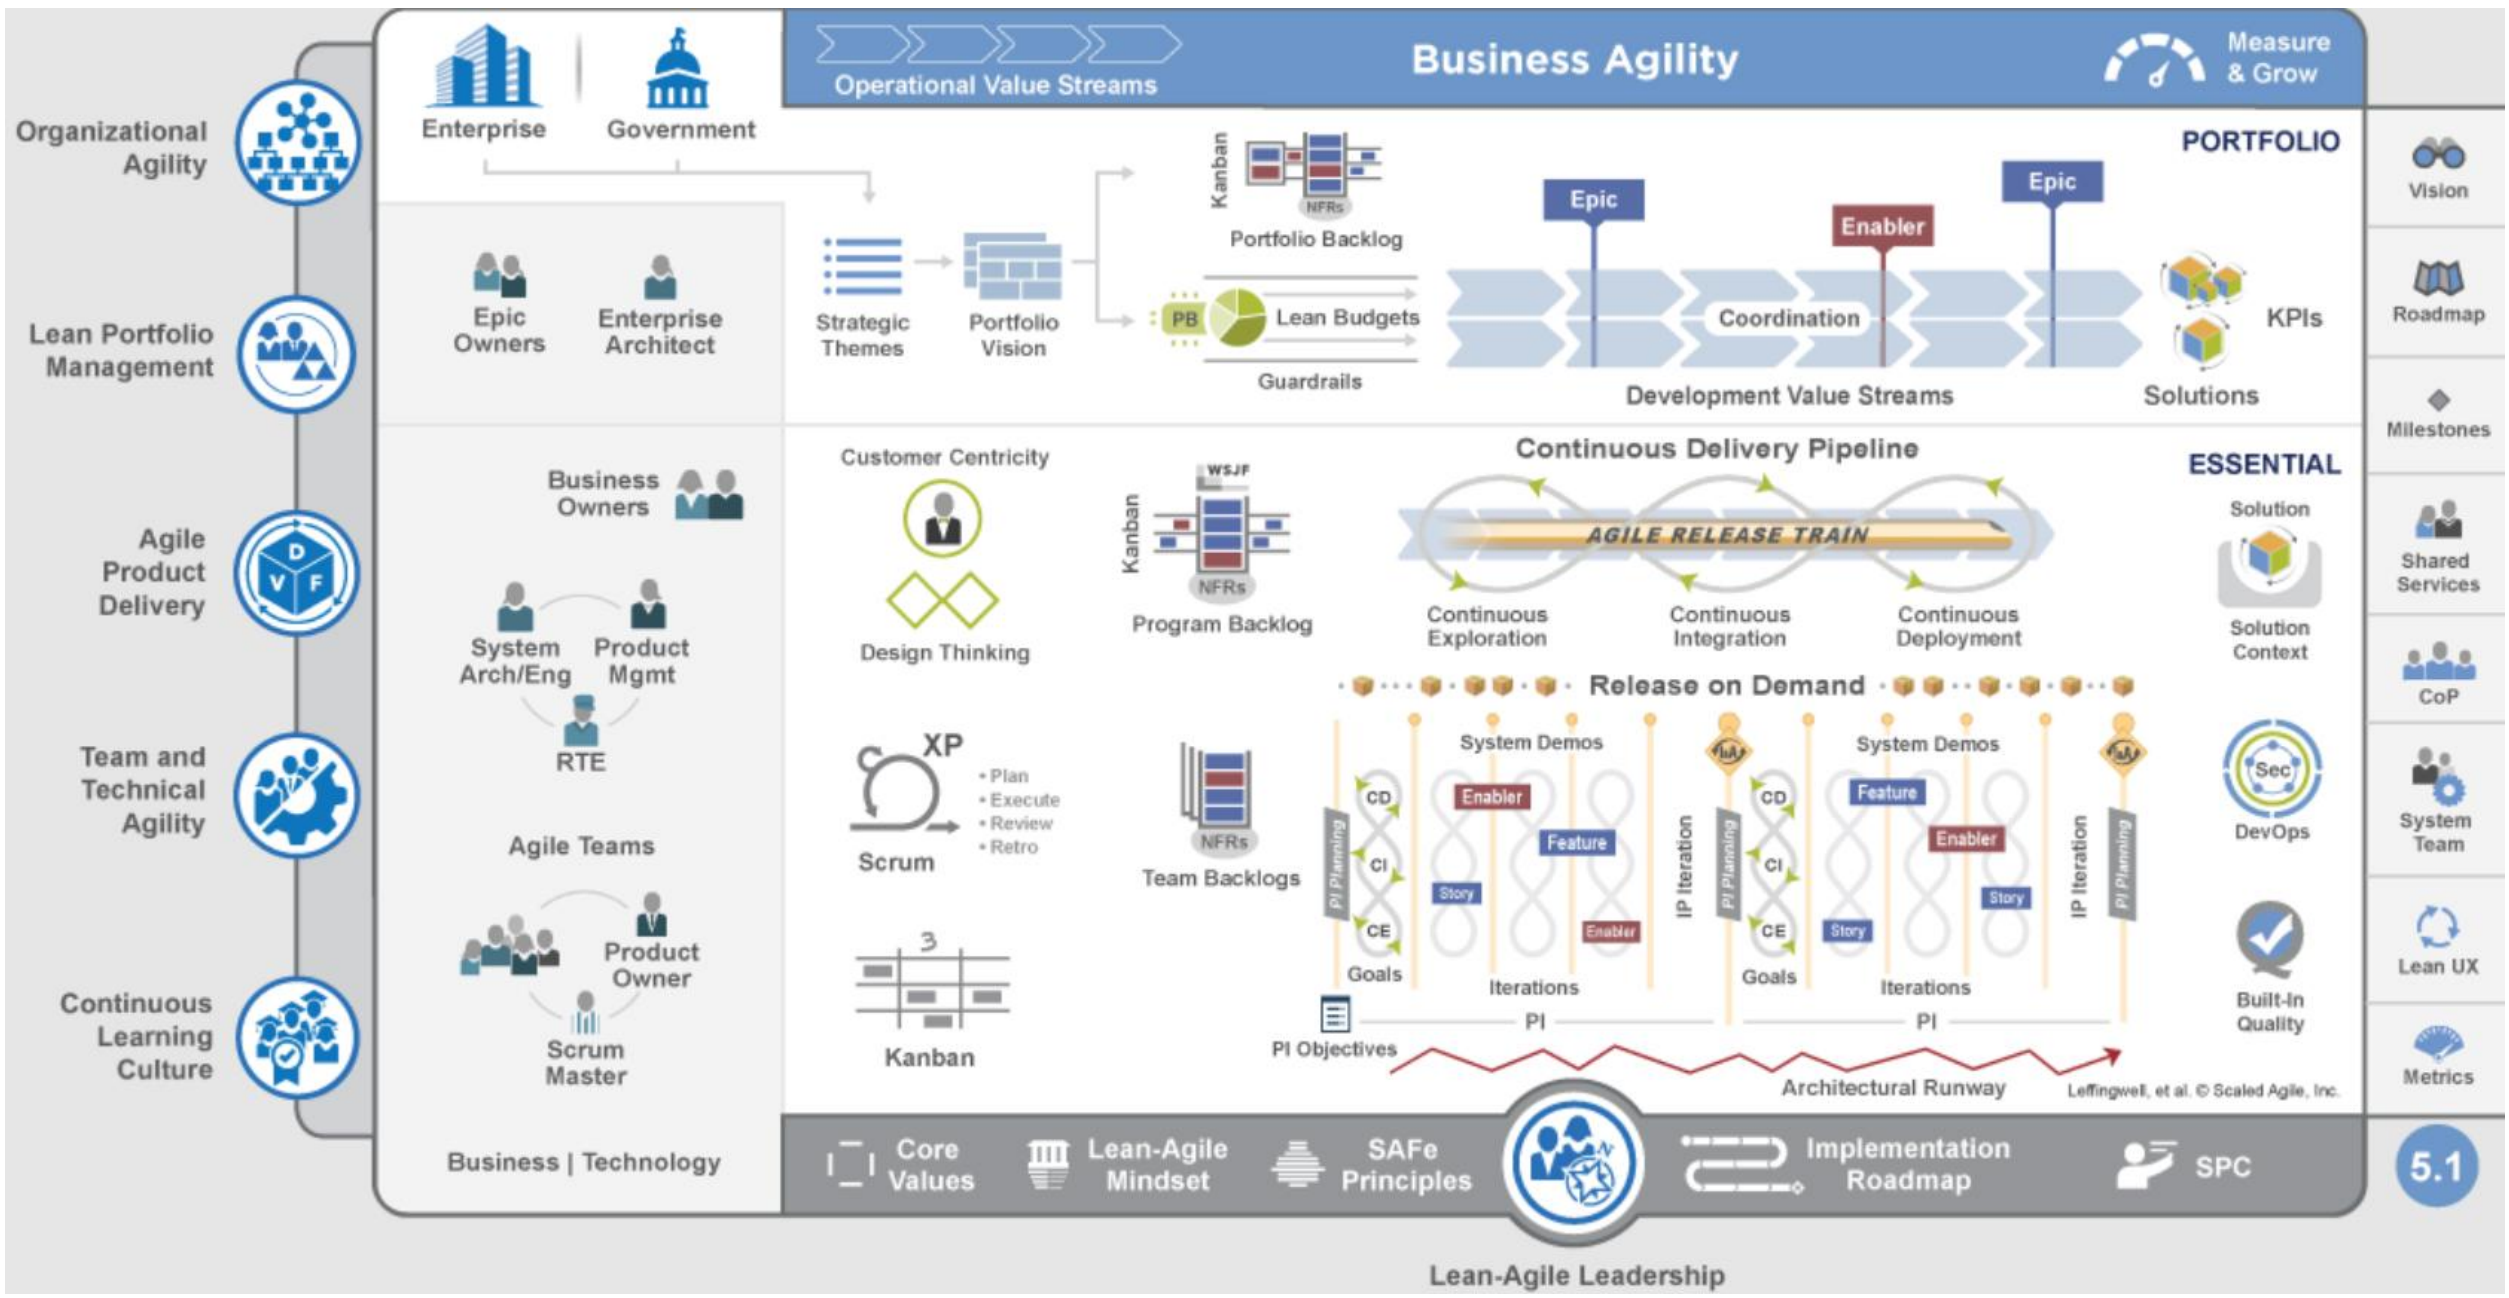 Organizational
Agility
Lean Portfolio
Management
Agile
Product
Delivery
D
V
F
Team and
Technical
Agility
Continuous
Learning
Culture
Enterprise
Government
Operational Value Streams
Business Agility
Measure
& Grow
PORTFOLIO
Epic
Owners
Enterprise
Architect
Strategic
Themes
Portfolio
Vision
Kanban
NFRs
Portfolio Backlog
PB
Lean Budgets
Guardrails
Epic
Enabler
Epic
Coordination
Development Value Streams
KPIs
Solutions
ESSENTIAL
Business
Owners
System
Arch/Eng
Product
Mgmt
RTE
Agile Teams
Product
Owner
Scrum
Master
Business | Technology
Customer Centricity
Design Thinking
XP
• Plan
• Execute
• Review
• Retro
Scrum
3
Kanban
WSJF
Kanban
NFRs
Program Backlog
NFRs
Team Backlogs
Continuous Delivery Pipeline
AGILE RELEASE TRAIN
Continuous
Exploration
Continuous
Integration
Continuous
Deployment
Release on Demand
PI Planning
CD
CI
CE
Goals
System Demos
Enabler
Feature
Story
Enabler
Iterations
IP Iteration
I&A
PI Planning
CD
CI
CE
Goals
System Demos
Feature
Enabler
Story
Story
Iterations
IP Iteration
I&A
PI Planning
PI
PI
PI Objectives
Architectural Runway
Leffingwell, et al. © Scaled Agile, Inc.
Solution
Solution
Context
Sec
DevOps
Built-In
Quality
Vision
Roadmap
Milestones
Shared
Services
CoP
System
Team
Lean UX
Metrics
Core
Values
Lean-Agile
Mindset
SAFe
Principles
N
Implementation
Roadmap
SPC
5.1
Lean-Agile Leadership